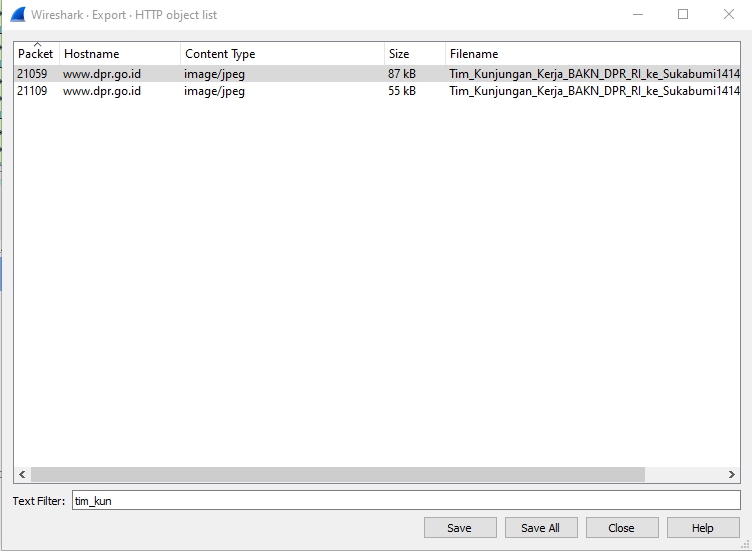 Wireshark · Export · HTTP object list
Packet Hostname Content Type Size Filename
21059 www.dpr.go.id image/jpeg 87 kB Tim_Kunjungan_Kerja_BAKN_DPR_RI_ke_Sukabumi1414
21109 www.dpr.go.id image/jpeg 55 kB Tim_Kunjungan_Kerja_BAKN_DPR_RI_ke_Sukabumi1414
Text Filter: tim_kun
Save Save All Close Help